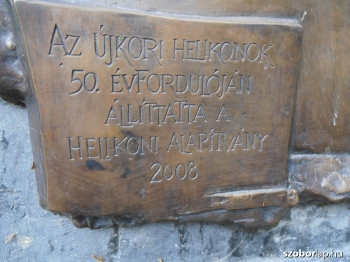 AZ ÚJKORI HELIKONOK
50. ÉVFORDULÓJÁN
ÁLLÍTTATTA A
HELIKONI ALAPÍTVÁNY
2008
szoborlap.hu